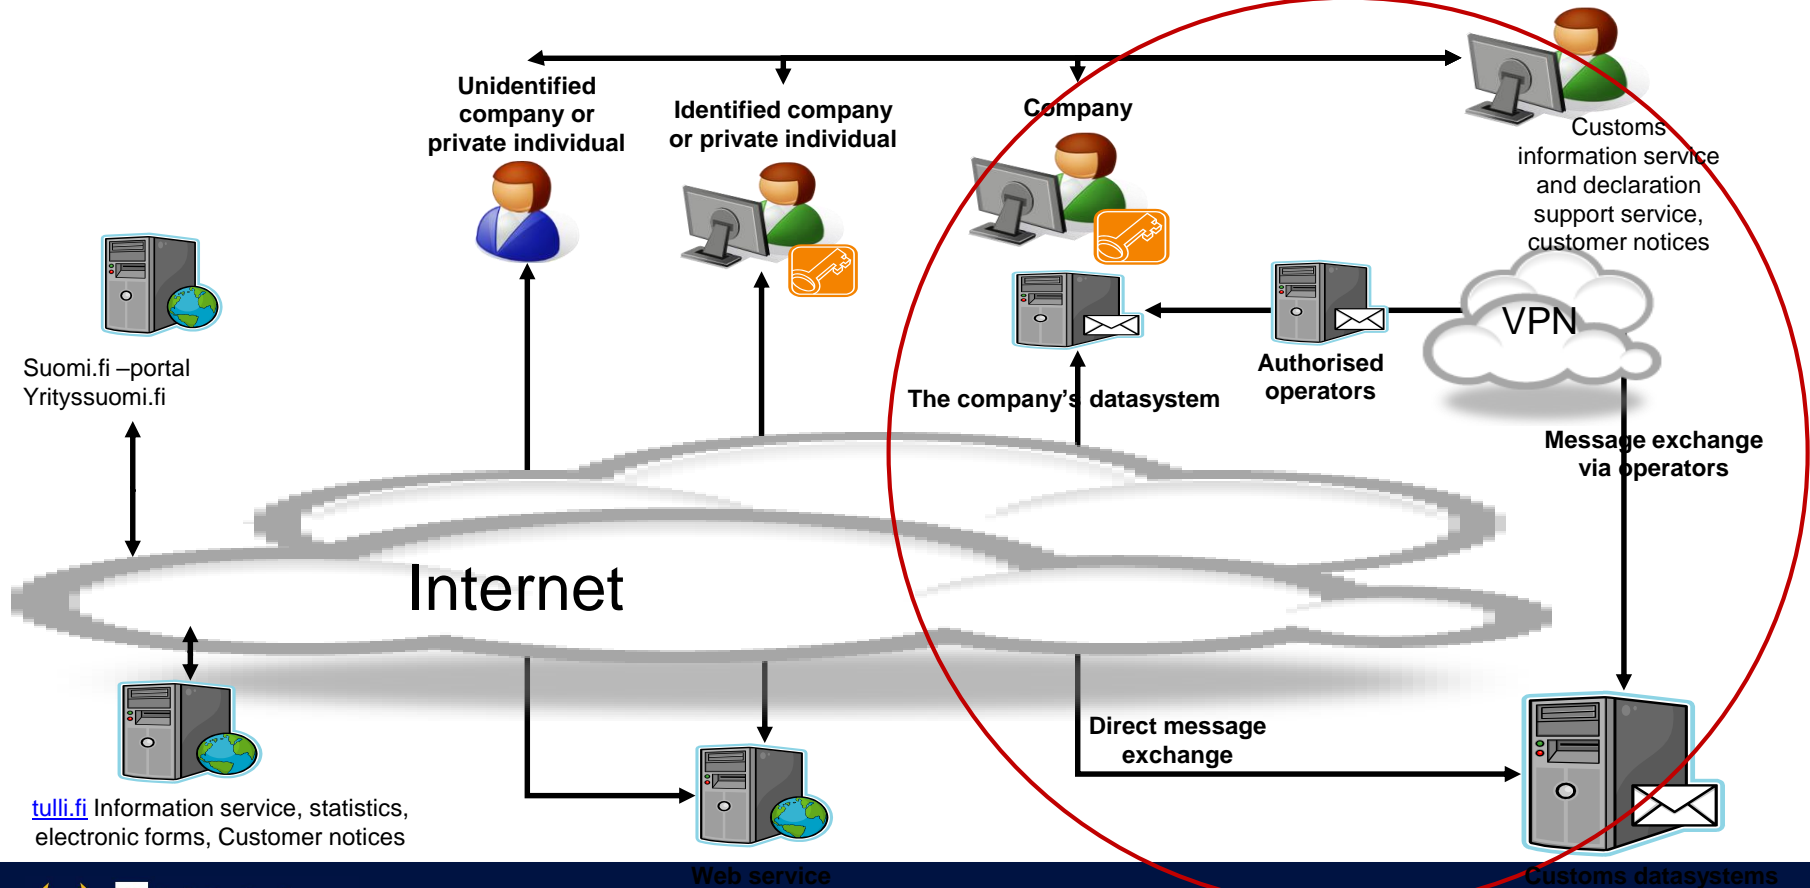 Unidentified
company or
private individual
Identified company
or private individual
Company
Customs
information service
and declaration
support service,
customer notices
VPN
Suomi.fi –portal
Yrityssuomi.fi
Authorised
operators
The company's datasystem
Message exchange
via operators
Internet
Direct message
exchange
tulli.fi Information service, statistics,
electronic forms, Customer notices
Web service
Customs datasystems